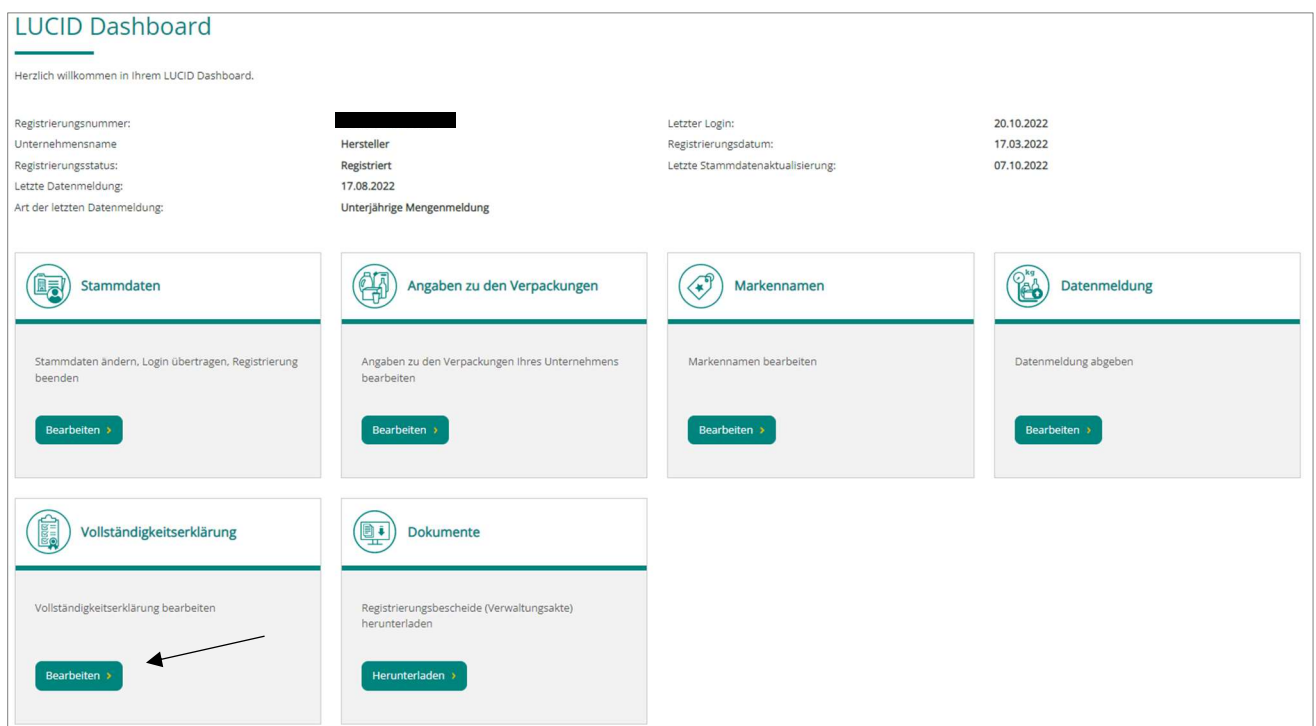 LUCID Dashboard
Herzlich willkommen in Ihrem LUCID Dashboard.
Registrierungsnummer:
Unternehmensname Hersteller
Registrierungsstatus: Registriert
Letzte Datenmeldung: 17.08.2022
Art der letzten Datenmeldung: Unterjährige Mengenmeldung
Letzter Login: 20.10.2022
Registrierungsdatum: 17.03.2022
Letzte Stammdatenaktualisierung: 07.10.2022
Stammdaten
Stammdaten ändern, Login übertragen, Registrierung
beenden
Bearbeiten >
Angaben zu den Verpackungen
Angaben zu den Verpackungen Ihres Unternehmens
bearbeiten
Bearbeiten >
Markennamen
Markennamen bearbeiten
Bearbeiten >
kg
Datenmeldung
Datenmeldung abgeben
Bearbeiten >
Vollständigkeitserklärung
Vollständigkeitserklärung bearbeiten
Bearbeiten >
Dokumente
Registrierungsbescheide (Verwaltungsakte)
herunterladen
Herunterladen >